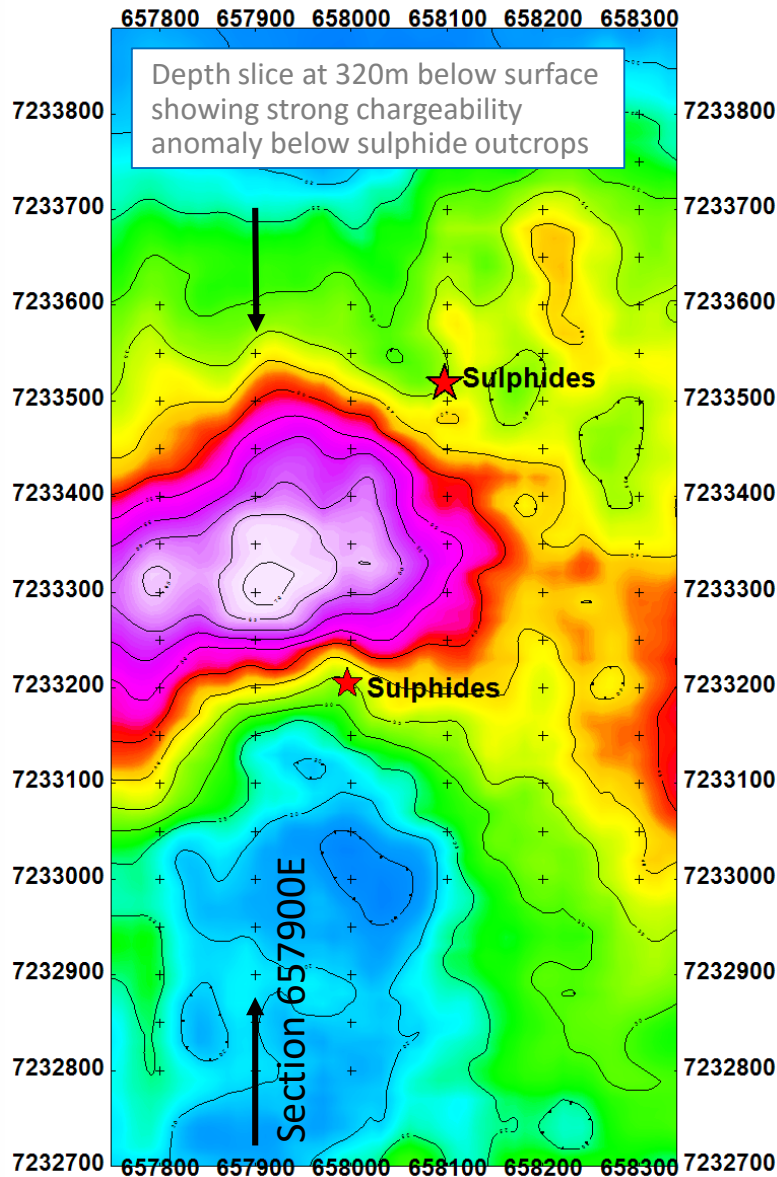 657800 657900 658000 658100 658200 658300
Depth slice at 320m below surface
showing strong chargeability
anomaly below sulphide outcrops
7233800 7233800
7233700 7233700
7233600 7233600
Sulphides
7233500 7233500
7233400 7233400
7233300 7233300
7233200 7233200
Sulphides
7233100 7233100
7233000 7233000
7232900 7232900
Section 657900E
7232800 7232800
7232700 7232700
657800 657900 658000 658100 658200 658300